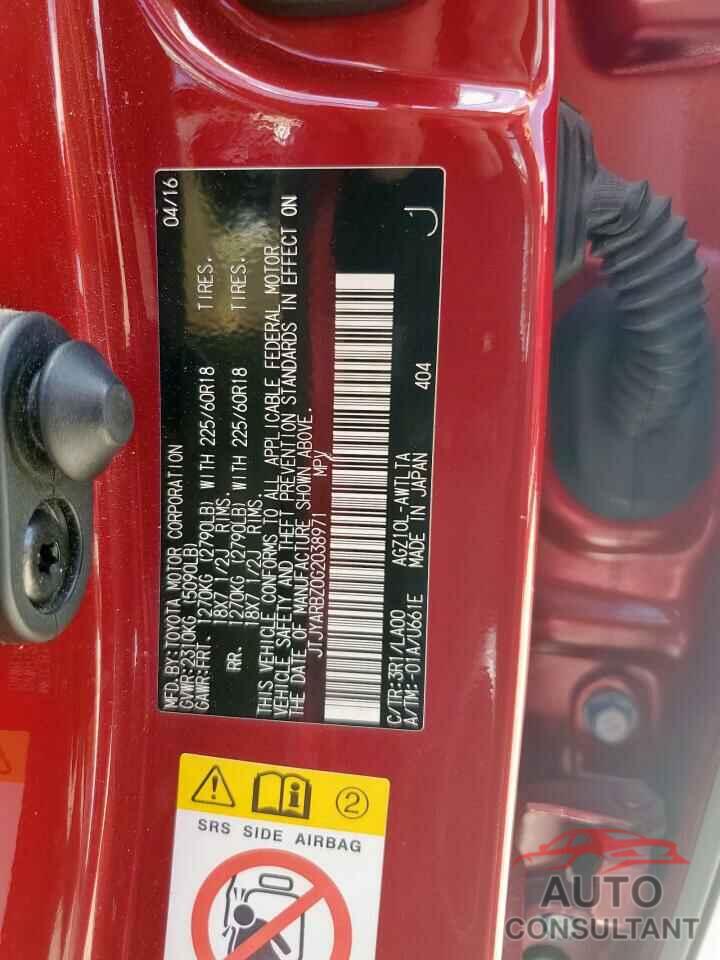 MFD.BY:TOYOTA MOTOR CORPORATION 04/16
GVWR:2310KG (5090LB)
GAWR:FRT. 1270KG (2790LB) WITH 225/60R18 TIRES.
18X7 1/2J RIMS.
RR. 1270KG (2790LB) WITH 225/60R18 TIRES.
18X7 1/2J RIMS.
THIS VEHICLE CONFORMS TO ALL APPLICABLE FEDERAL MOTOR
VEHICLE SAFETY AND THEFT PREVENTION STANDARDS IN EFFECT ON
THE DATE OF MANUFACTURE SHOWN ABOVE.
JTJYARBZ0G2038971 MPV
C/TR:3R1/LA00 AGZ10L-AWTLTA 404 J
A/TM:-01A/U661E MADE IN JAPAN
2
SRS SIDE AIRBAG
AUTO
CONSULTANT